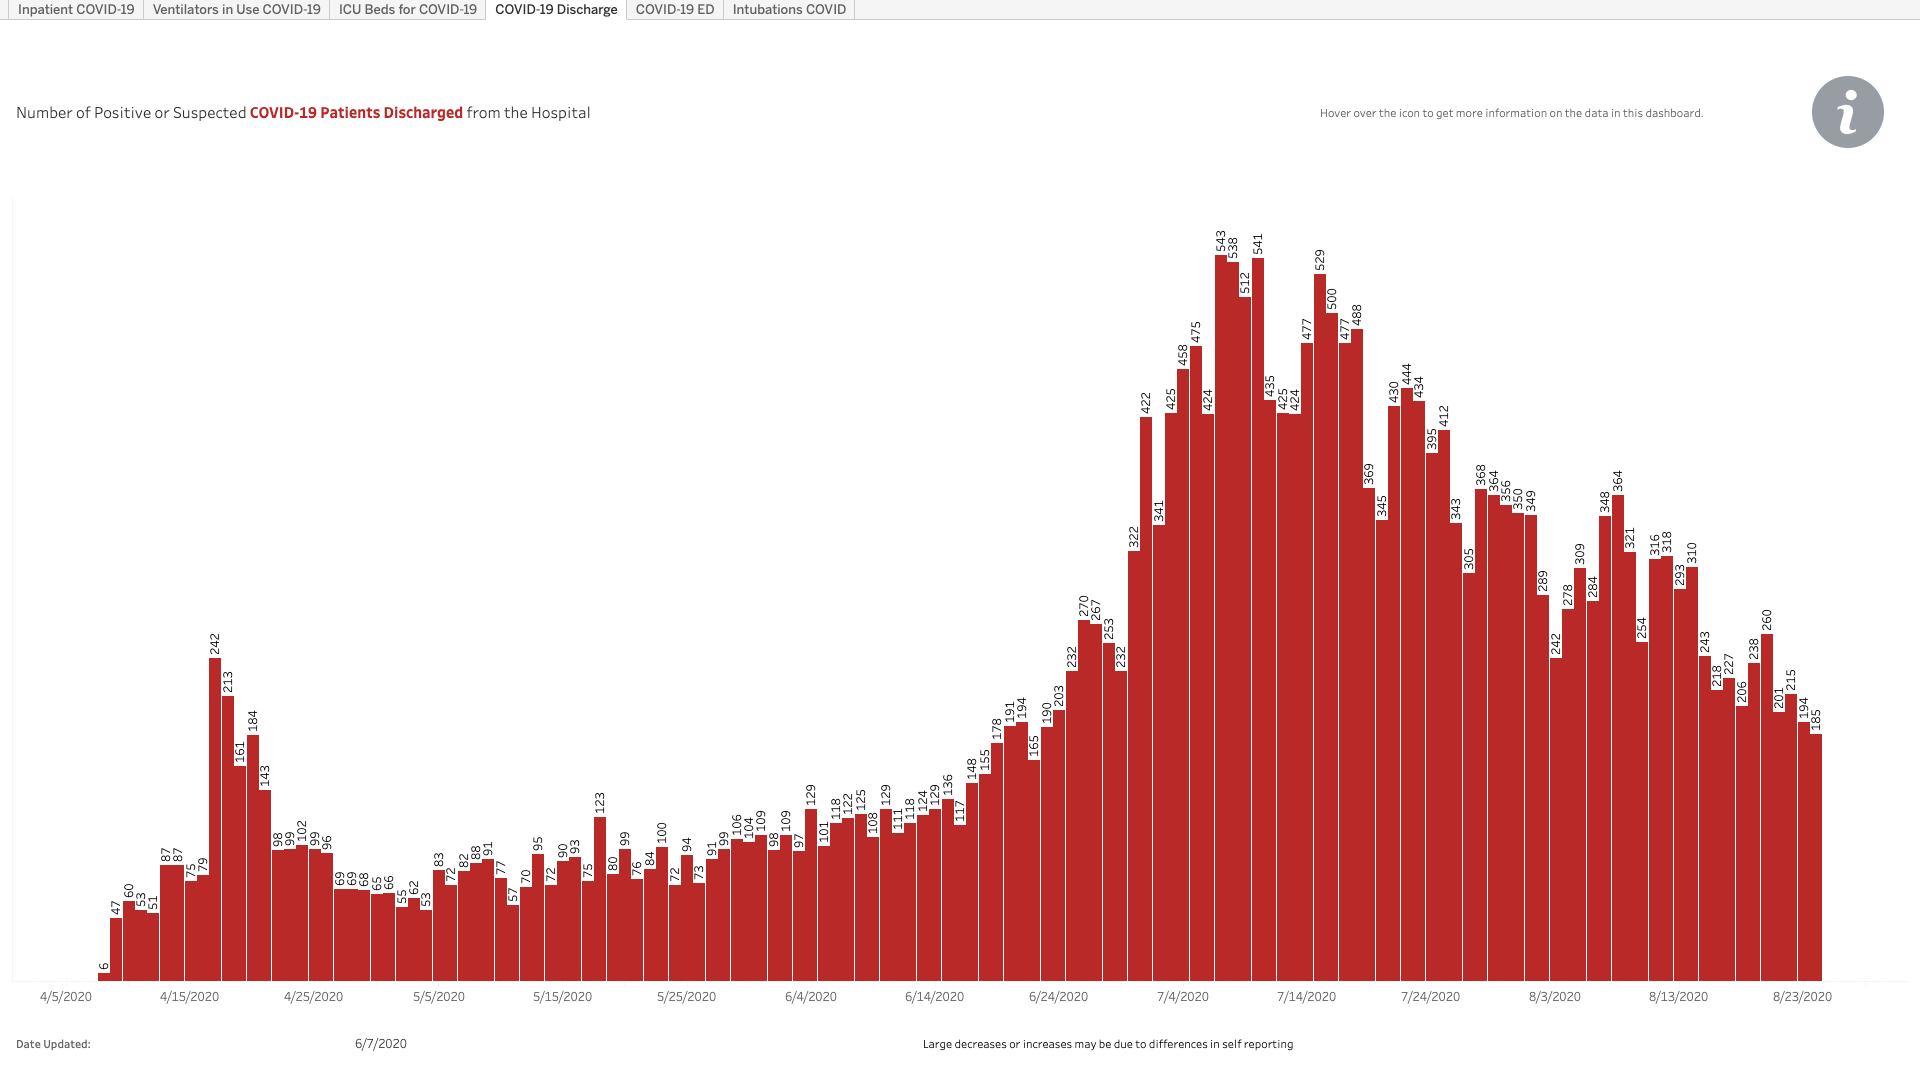 Inpatient COVID-19 Ventilators in Use COVID-19 ICU Beds for COVID-19 COVID-19 Discharge COVID-19 ED Intubations COVID
Number of Positive or Suspected COVID-19 Patients Discharged from the Hospital
Hover over the icon to get more information on the data in this dashboard.
i
6 47 60 53 51 87 87 75 79 242 213 161 184 143 98 99 102 99 96 69 69 68 65 66 55 62 53 83 72 82 88 91 77 57 70 95 72 90 93 75 123 80 99 76 84 100 72 94 73 91 99 106 104 109 98 109 97 129 101 118 122 125 108 129 111 118 124 129 136 117 148 155 178 191 194 165 190 203 232 270 267 253 232 322 422 341 425 458 475 424 543 538 512 541 435 425 424 477 529 500 477 488 369 345 430 444 434 395 412 343 305 368 364 356 350 349 289 242 278 309 284 348 364 321 254 316 318 293 310 243 218 227 206 238 260 201 215 194 185
4/5/2020 4/15/2020 4/25/2020 5/5/2020 5/15/2020 5/25/2020 6/4/2020 6/14/2020 6/24/2020 7/4/2020 7/14/2020 7/24/2020 8/3/2020 8/13/2020 8/23/2020
Date Updated: 6/7/2020 Large decreases or increases may be due to differences in self reporting